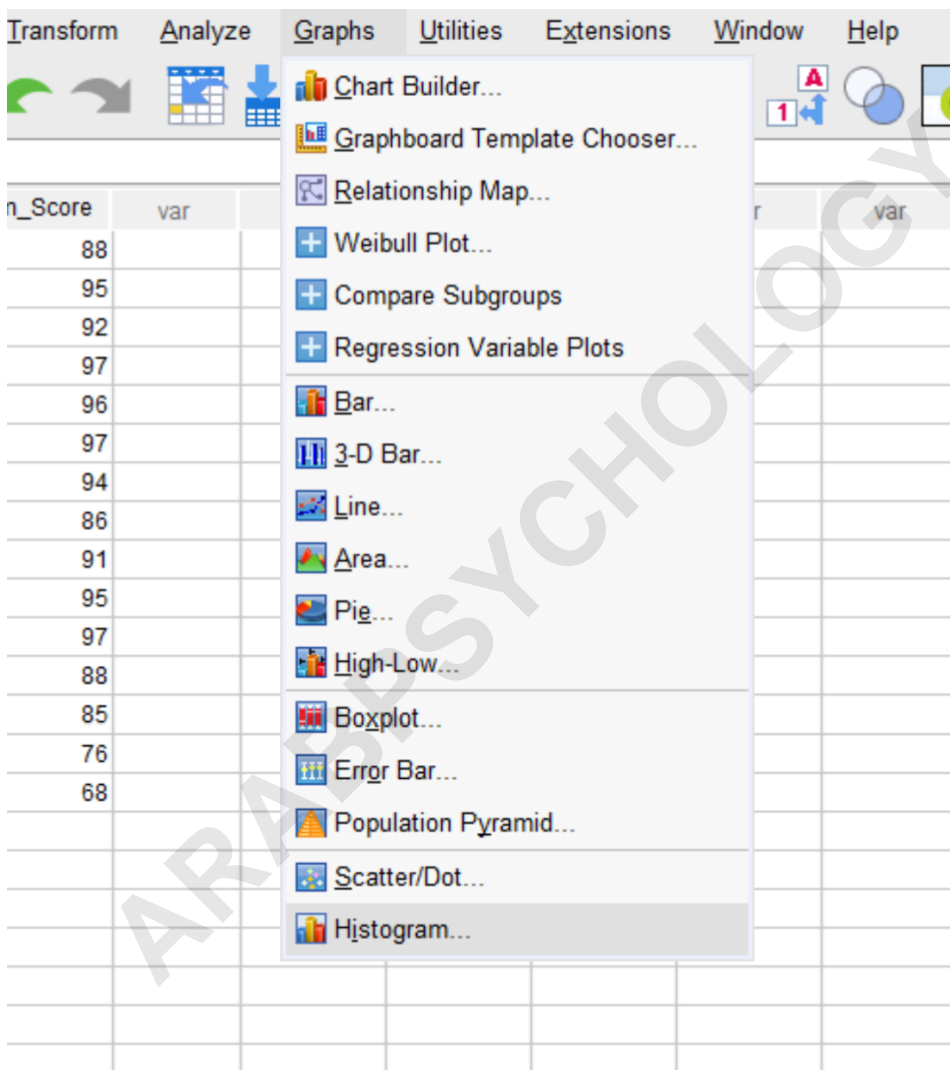 Transform Analyze Graphs Utilities Extensions Window Help
A
1
Chart Builder...
Graphboard Template Chooser...
Relationship Map...
Weibull Plot...
Compare Subgroups
Regression Variable Plots
Bar...
3-D Bar...
Line...
Area...
Pie...
High-Low...
Boxplot...
Error Bar...
Population Pyramid...
Scatter/Dot...
Histogram...
n_Score var r var
88
95
92
97
96
97
94
86
91
95
97
88
85
76
68
ARABPSYCHOLOGY